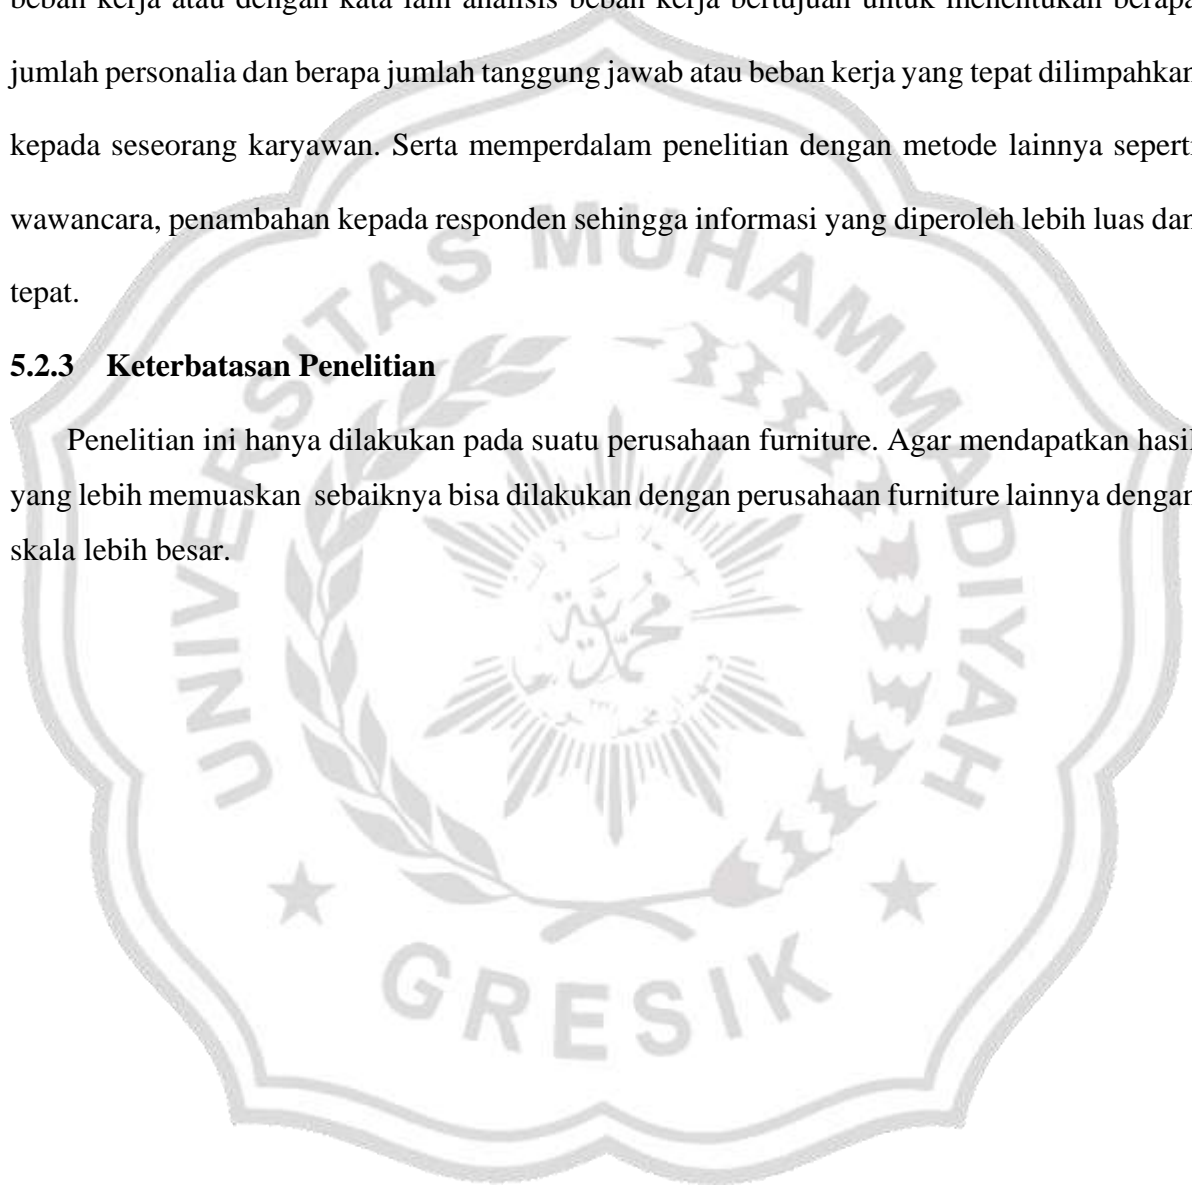 beban kerja atau dengan kata lain analisis beban kerja bertujuan untuk menentukan berapa
jumlah personalia dan berapa jumlah tanggung jawab atau beban kerja yang tepat dilimpahkan
kepada seseorang karyawan. Serta memperdalam penelitian dengan metode lainnya seperti
wawancara, penambahan kepada responden sehingga informasi yang diperoleh lebih luas dan
tepat.
5.2.3 Keterbatasan Penelitian
Penelitian ini hanya dilakukan pada suatu perusahaan furniture. Agar mendapatkan hasil
yang lebih memuaskan sebaiknya bisa dilakukan dengan perusahaan furniture lainnya dengan
skala lebih besar.
UNIVERSITAS MUHAMMADIYAH
GRESIK